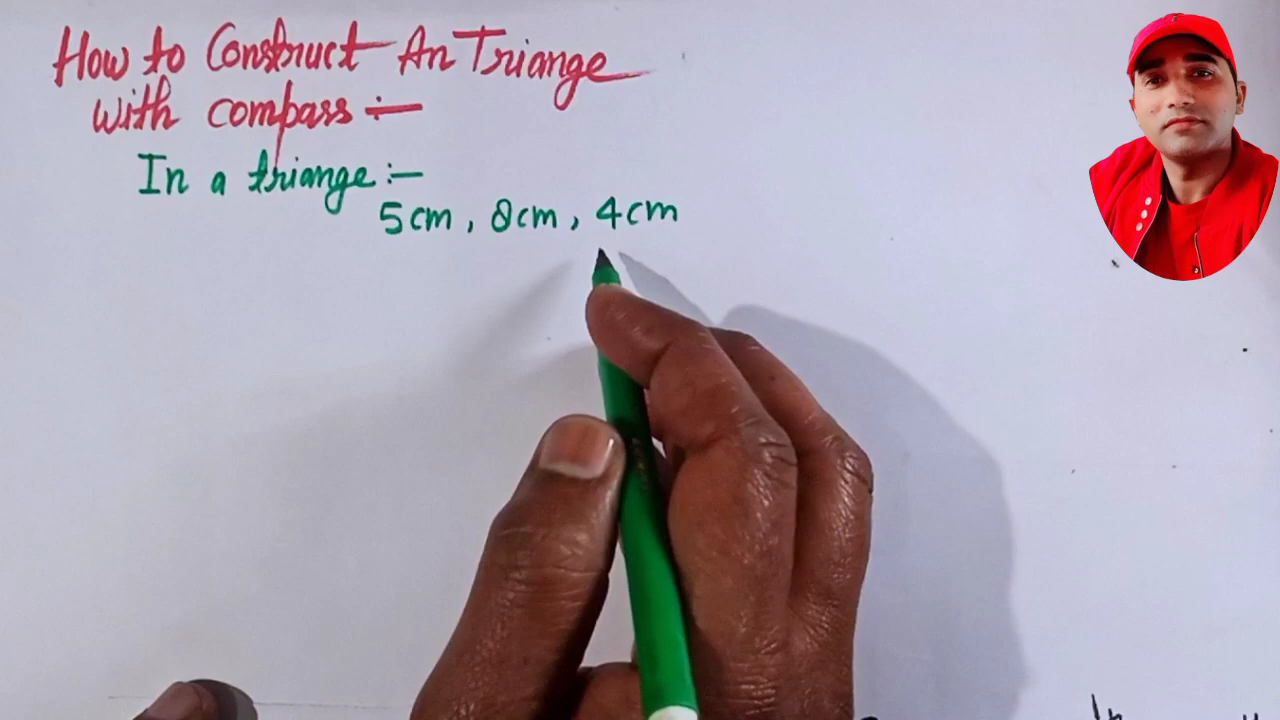 How to Construct An Triange
with compass :-
In a triange :-
5cm, 8cm, 4cm